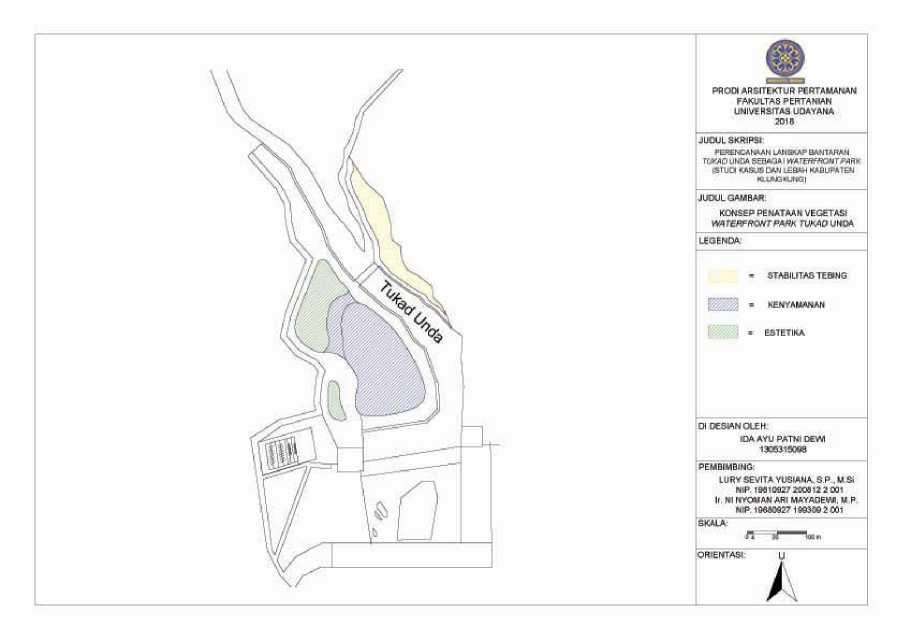 Tukad Unda
PRODI ARSITEKTUR PERTAMANAN
FAKULTAS PERTANIAN
UNIVERSITAS UDAYANA
2016
JUDUL SKRIPSI:
PERENCANAAN LANSKAP BANTARAN
TUKAD UNDA SEBAGAI WATERFRONT PARK
(STUDI KASUS DAN LEBAH KABUPATEN
KLUNGKUNG)
JUDUL GAMBAR:
KONSEP PENATAAN VEGETASI
WATERFRONT PARK TUKAD UNDA
LEGENDA:
= STABILITAS TEBING
= KENYAMANAN
= ESTETIKA
DI DESIAN OLEH:
IDA AYU PATNI DEWI
1305315098
PEMBIMBING:
LURY SEVITA YUSIANA, S.P., M.Si
NIP. 19810927 200812 2 001
Ir. NI NYOMAN ARI MAYADEWI, M.P.
NIP. 19680927 199309 2 001
SKALA:
100 m
ORIENTASI:
U